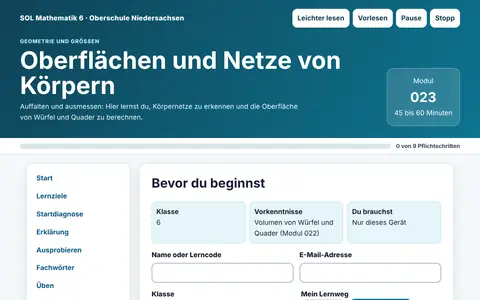 SOL Mathematik 6 · Oberschule Niedersachsen
Leichter lesen
Vorlesen
Pause
Stopp
GEOMETRIE UND GRÖSSEN
Oberflächen und Netze von
Körpern
Auffalten und ausmessen: Hier lernst du, Körpernetze zu erkennen und die Oberfläche
von Würfel und Quader zu berechnen.
Modul
023
45 bis 60 Minuten
0 von 9 Pflichtschritten
Start
Lernziele
Startdiagnose
Erklärung
Ausprobieren
Fachwörter
Üben
Bevor du beginnst
Klasse
6
Vorkenntnisse
Volumen von Würfel und
Quader (Modul 022)
Du brauchst
Nur dieses Gerät
Name oder Lerncode
E-Mail-Adresse
Klasse
Mein Lernweg